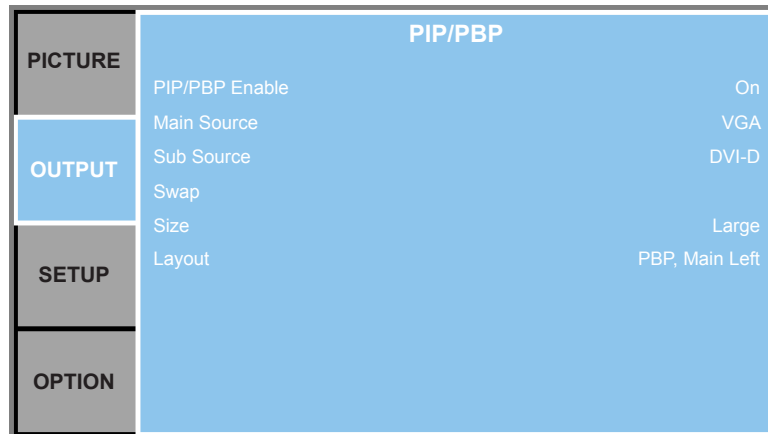 PIP/PBP
PICTURE
OUTPUT
SETUP
OPTION
PIP/PBP Enable On
Main Source VGA
Sub Source DVI-D
Swap
Size Large
Layout PBP, Main Left